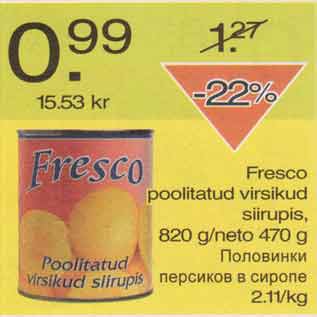 0.99
1.27
15.53 kr
-22%
Fresco
poolitatud virsikud
siirupis,
820 g/neto 470 g
Половинки
персиков в сиропе
2.11/kg
Fresco
Poolitatud
virsikud siirupis